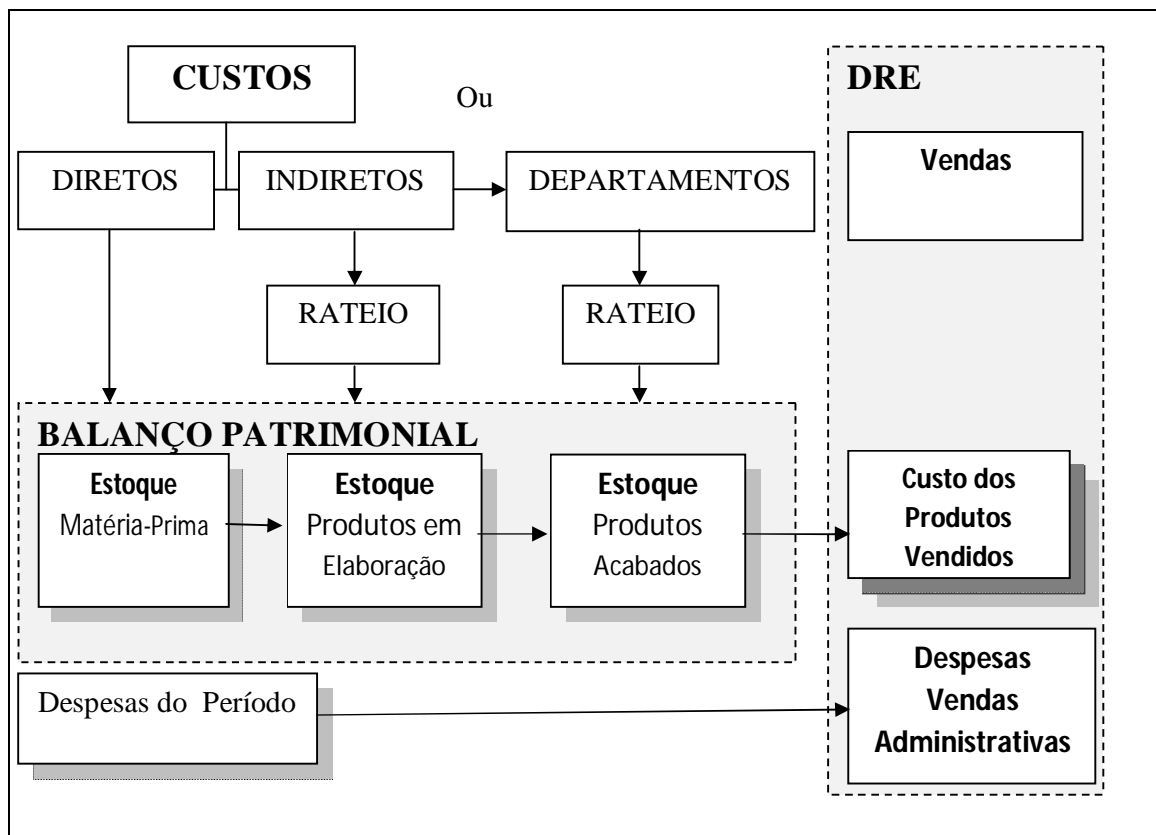 CUSTOS
Ou
DRE
Vendas
DIRETOS
INDIRETOS
DEPARTAMENTOS
RATEIO
RATEIO
BALANÇO PATRIMONIAL
Estoque
Matéria-Prima
Estoque
Produtos em
Elaboração
Estoque
Produtos
Acabados
Custo dos
Produtos
Vendidos
Despesas do Período
Despesas
Vendas
Administrativas